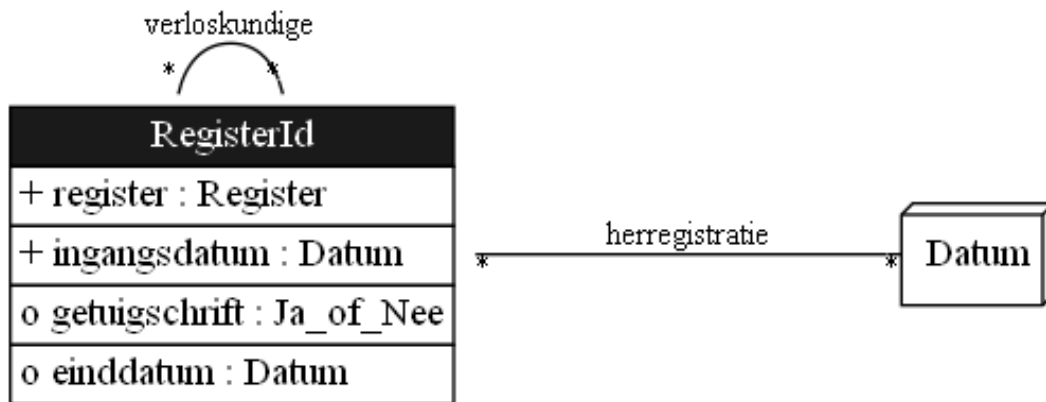 verloskundige
* *
RegisterId
+ register : Register
+ ingangsdatum : Datum
o getuigschrift : Ja_of_Nee
o einddatum : Datum
herregistratie
* *
Datum